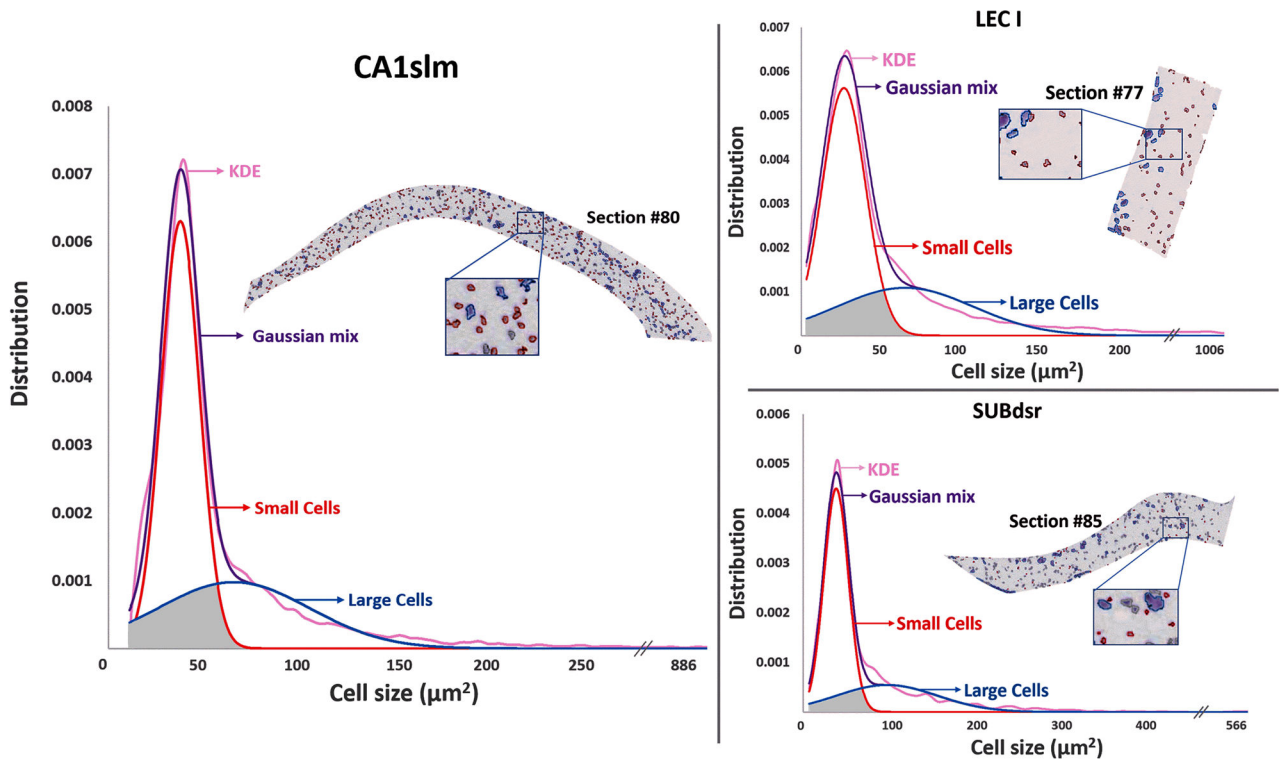 CA1slm
0.008
0.007
0.006
0.005
0.004
0.003
0.002
0.001
Distribution
KDE
Gaussian mix
Small Cells
Large Cells
Section #80
0 50 100 150 200 250 // 886
Cell size (μm²)
LEC I
0.007
0.006
0.005
0.004
0.003
0.002
0.001
Distribution
KDE
Gaussian mix
Section #77
Small Cells
Large Cells
0 50 100 150 200 // 1066
Cell size (μm²)
SUBdsr
0.006
0.005
0.004
0.003
0.002
0.001
Distribution
KDE
Gaussian mix
Section #85
Small Cells
Large Cells
0 100 200 300 400 // 566
Cell size (μm²)